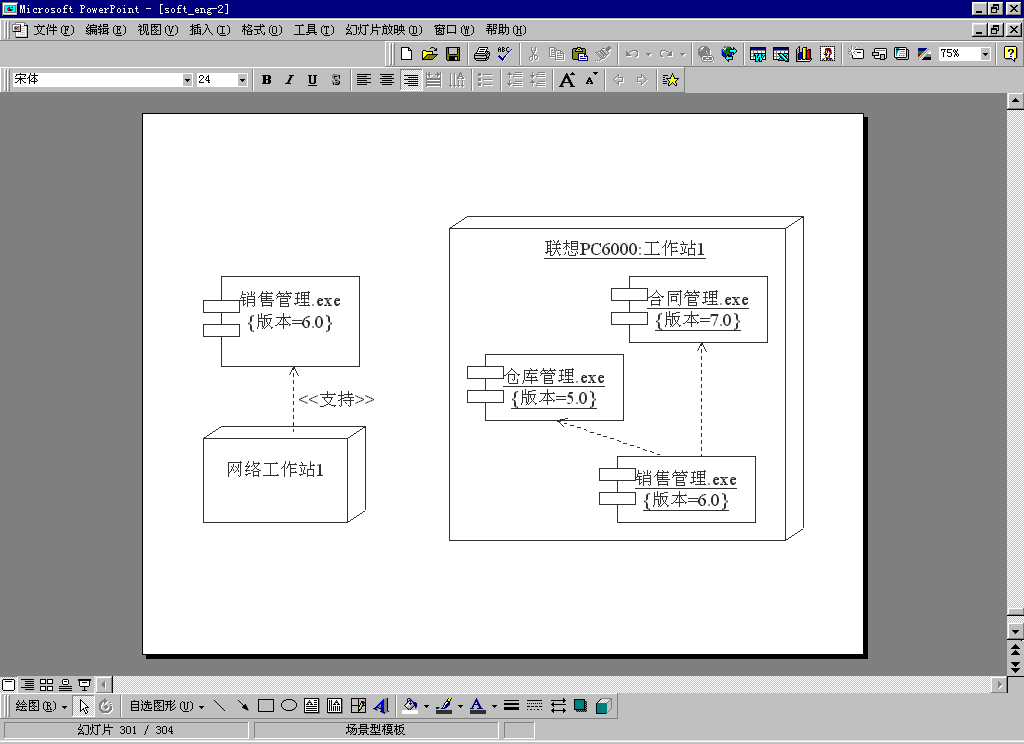 Microsoft PowerPoint - [soft_eng-2]
文件(F) 编辑(E) 视图(V) 插入(I) 格式(O) 工具(T) 幻灯片放映(D) 窗口(W) 帮助(H)
ABC 75%
宋体 24 B I U S A A
联想PC6000:工作站1
销售管理.exe
{版本=6.0}
合同管理.exe
{版本=7.0}
仓库管理.exe
{版本=5.0}
<<支持>>
网络工作站1
销售管理.exe
{版本=6.0}
绘图(R) 自选图形(U) A A
幻灯片 301 / 304 场景型模板